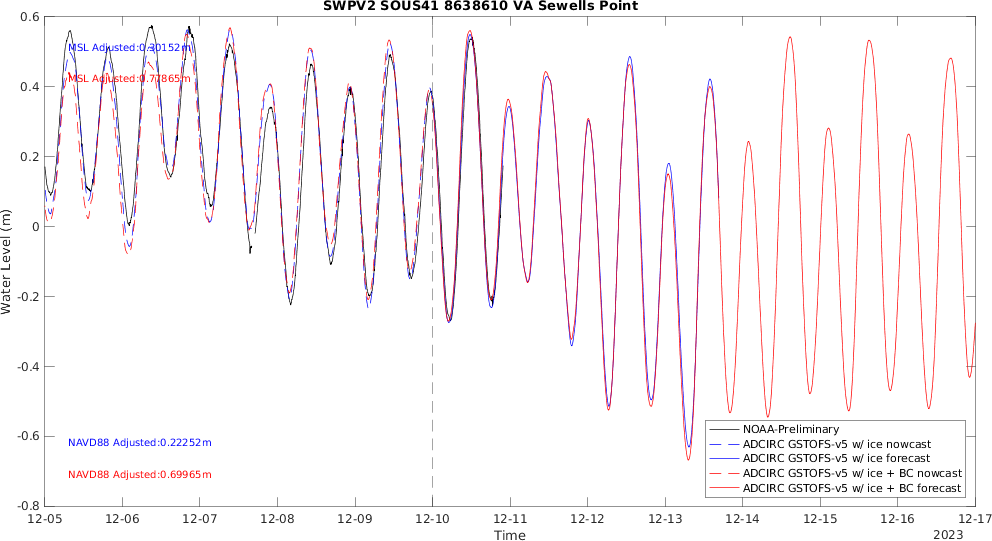 SWPV2 SOUS41 8638610 VA Sewells Point
0.6
MSL Adjusted:0.30152m
MSL Adjusted:0.77865m
0.4
0.2
0
Water Level (m)
-0.2
-0.4
-0.6
-0.8
NAVD88 Adjusted:0.22252m
NAVD88 Adjusted:0.69965m
NOAA-Preliminary
ADCIRC GSTOFS-v5 w/ ice nowcast
ADCIRC GSTOFS-v5 w/ ice forecast
ADCIRC GSTOFS-v5 w/ ice + BC nowcast
ADCIRC GSTOFS-v5 w/ ice + BC forecast
12-05 12-06 12-07 12-08 12-09 12-10 12-11 12-12 12-13 12-14 12-15 12-16 12-17
Time
2023